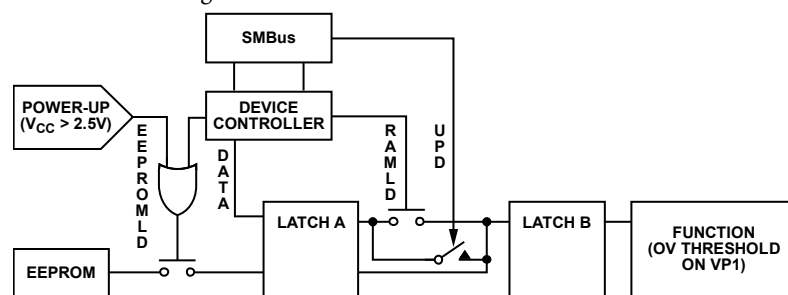 SMBus
POWER-UP
(VCC > 2.5V)
DEVICE
CONTROLLER
EEPROMLD
DATA
RAMLD
UPD
LATCH A
LATCH B
FUNCTION
(OV THRESHOLD
ON VP1)
EEPROM